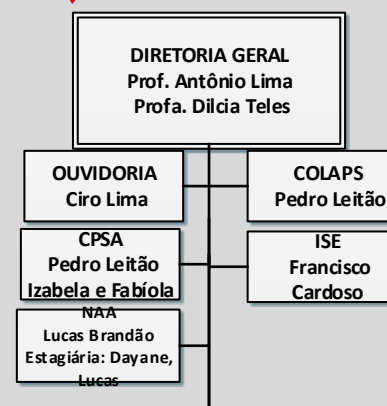 DIRETORIA GERAL
Prof. Antônio Lima
Profa. Dilcia Teles
OUVIDORIA
Ciro Lima
COLAPS
Pedro Leitão
CPSA
Pedro Leitão
Izabela e Fabíola
ISE
Francisco
Cardoso
NAA
Lucas Brandão
Estagiária: Dayane,
Lucas